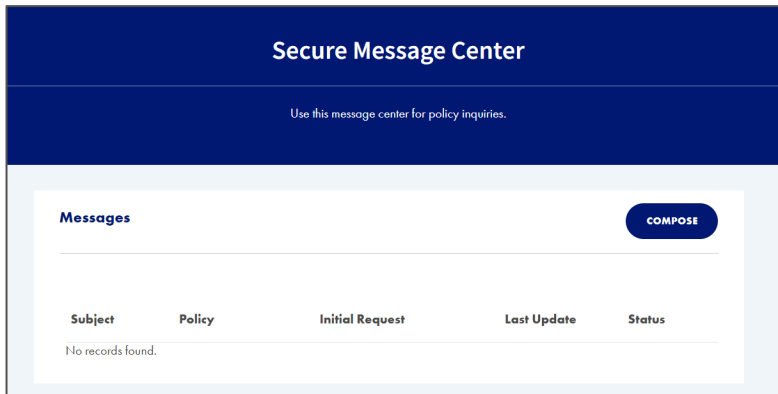 Secure Message Center
Use this message center for policy inquiries.
Messages
COMPOSE
Subject Policy Initial Request Last Update Status
No records found.